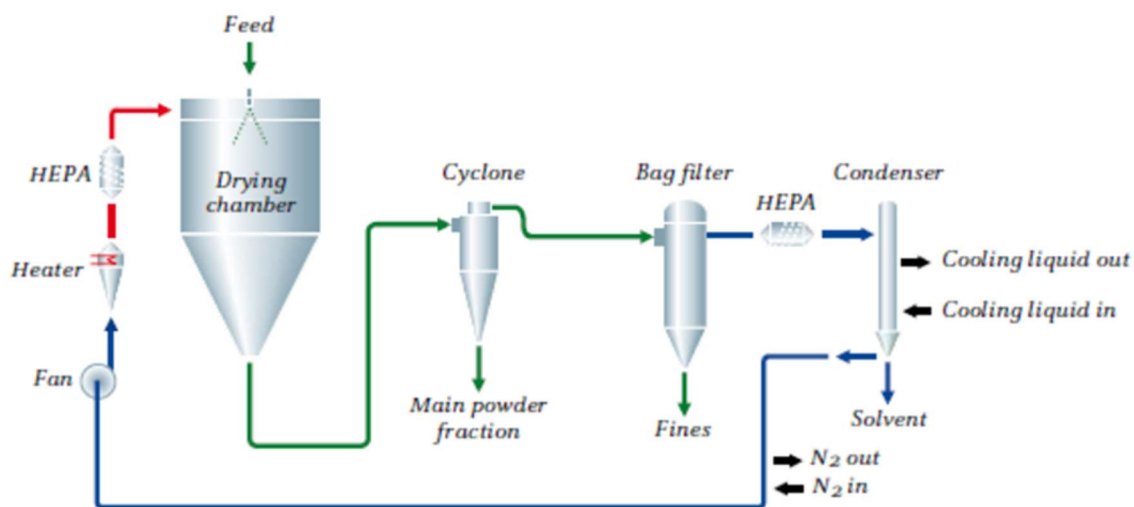 Feed
HEPA
Drying
chamber
Heater
Fan
Cyclone
Bag filter
Condenser
HEPA
Cooling liquid out
Cooling liquid in
Main powder
fraction
Fines
Solvent
N2 out
N2 in